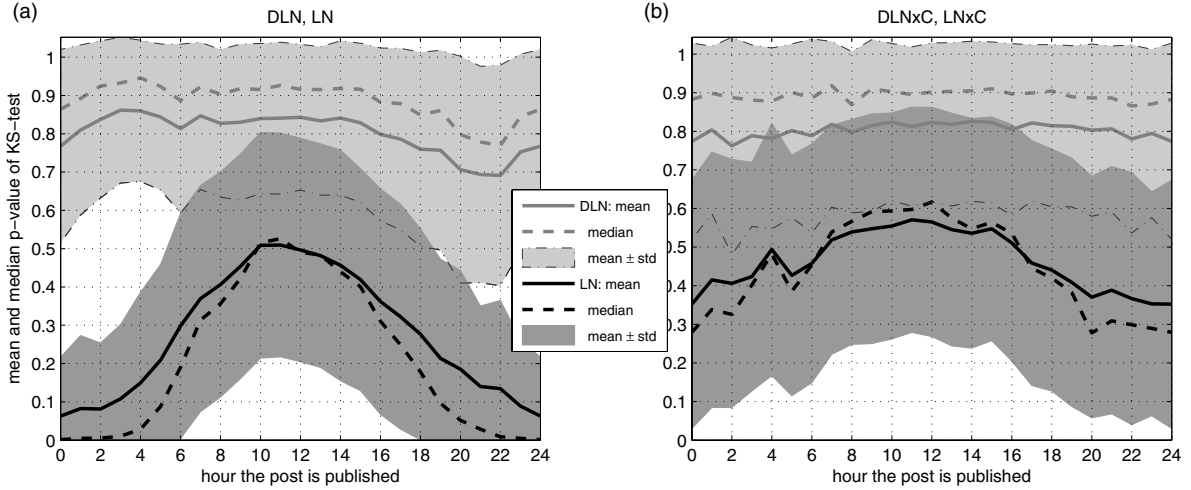 (a)
DLN, LN
mean and median p−value of KS−test
1
0.9
0.8
0.7
0.6
0.5
0.4
0.3
0.2
0.1
0
0 2 4 6 8 10 12 14 16 18 20 22 24
hour the post is published
DLN: mean
median
mean ± std
LN: mean
median
mean ± std
(b)
DLNxC, LNxC
1
0.9
0.8
0.7
0.6
0.5
0.4
0.3
0.2
0.1
0
0 2 4 6 8 10 12 14 16 18 20 22 24
hour the post is published